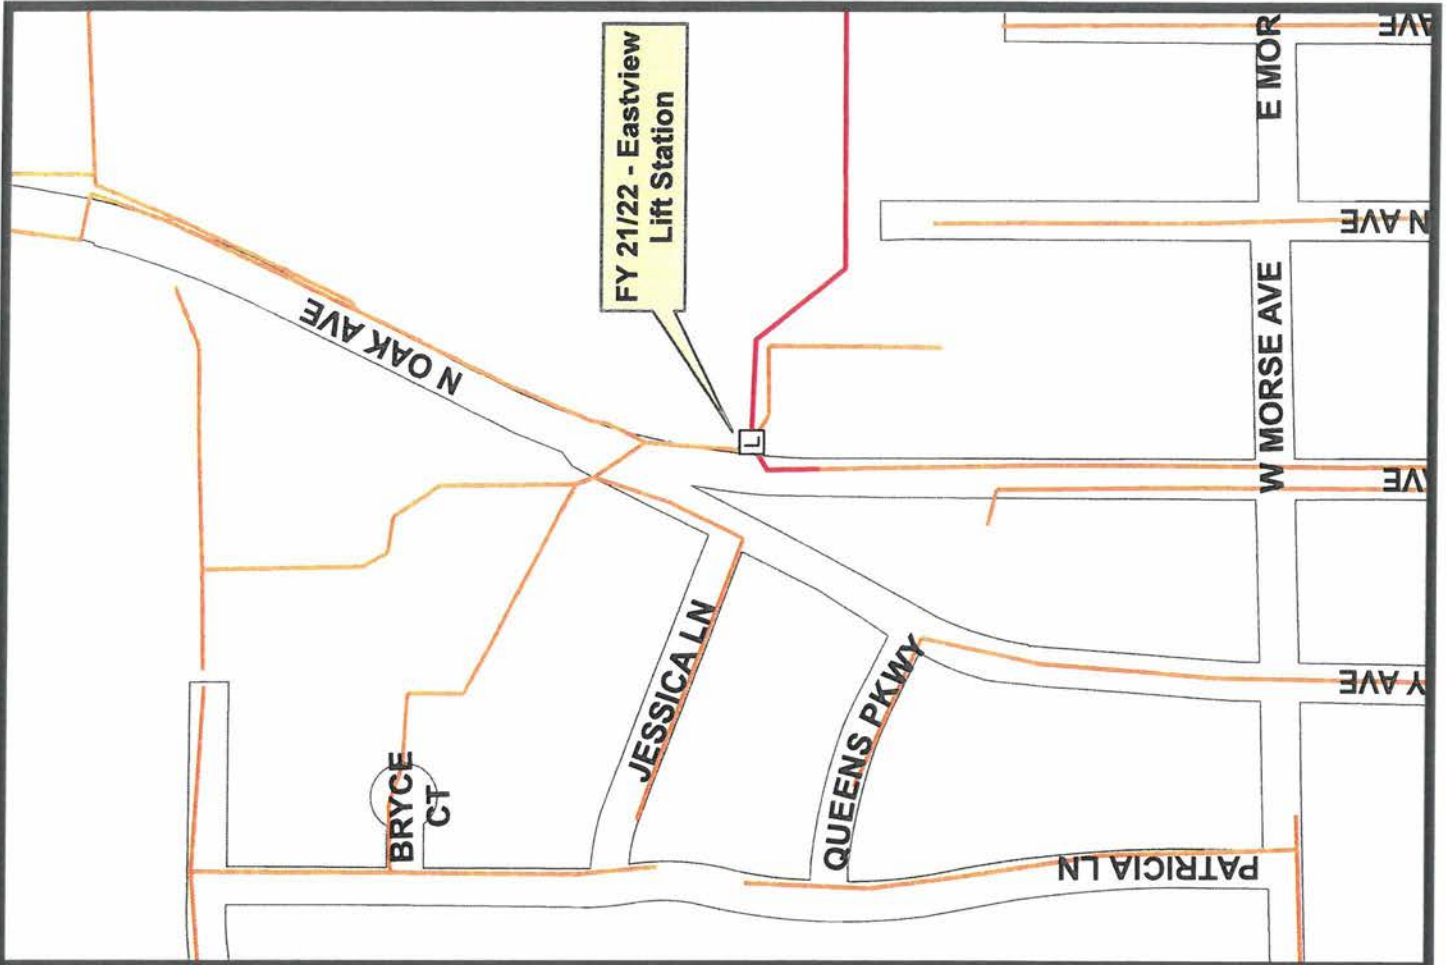 FY 21/22 - Eastview
Lift Station
L
N OAK AVE
E MOR
AVE
N AVE
W MORSE AVE
VE
JESSICA LN
QUEENS PKWY
Y AVE
BRYCE
CT
PATRICIA LN